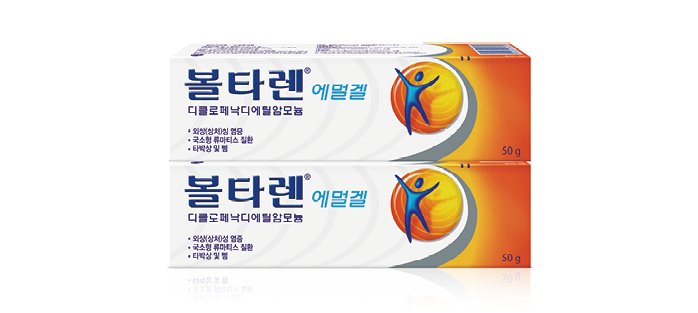 볼타렌® 에멀겔
디클로페낙디에틸암모늄
• 외상(상처)성 염증
• 국소형 류마티스 질환
• 타박상 및 삠
50 g
볼타렌® 에멀겔
디클로페낙디에틸암모늄
• 외상(상처)성 염증
• 국소형 류마티스 질환
• 타박상 및 삠
50 g